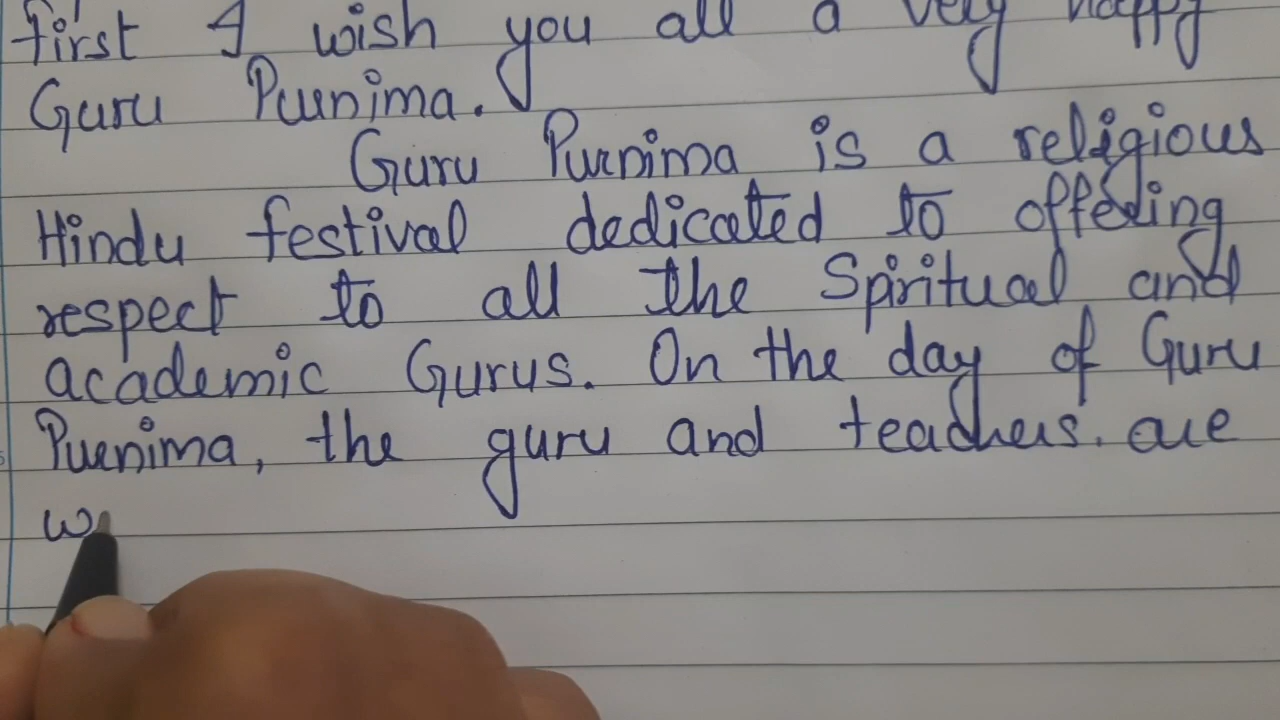 first I wish you all a very happy
Guru Purnima.
Guru Purnima is a religious
Hindu festival dedicated to offering
respect to all the Spiritual and
academic Gurus. On the day of Guru
Purnima, the guru and teachers. are
w